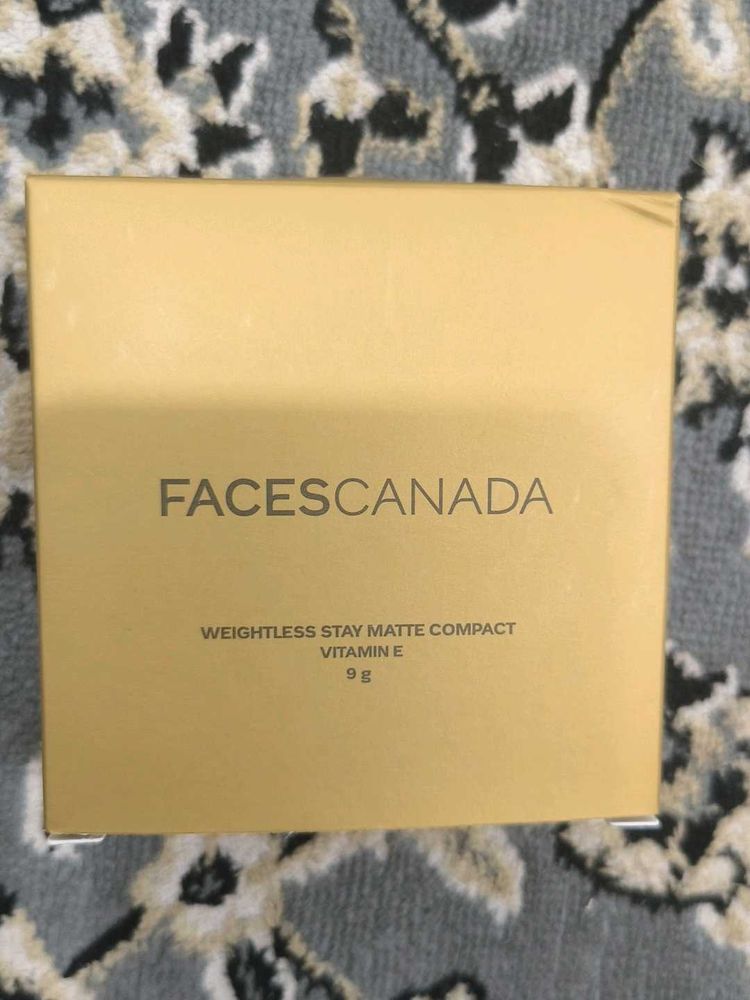 FACESCANADA
WEIGHTLESS STAY MATTE COMPACT
VITAMIN E
9 g